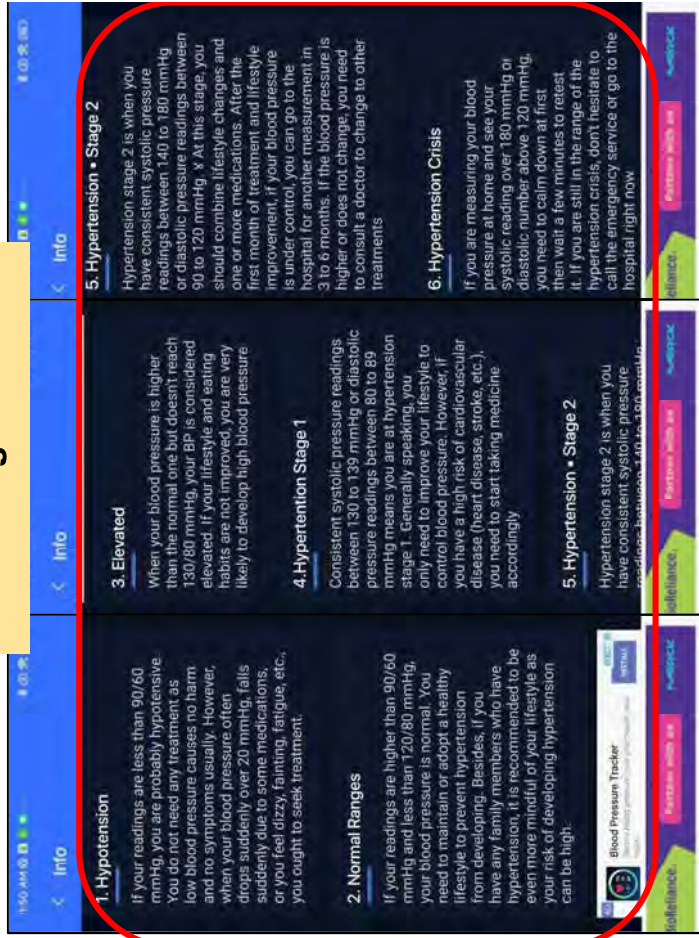 1:50 AM
< Info
1. Hypotension
If your readings are less than 90/60
mmHg, you are probably hypotensive.
You do not need any treatment as
low blood pressure causes no harm
and no symptoms usually. However,
when your blood pressure often
drops suddenly over 20 mmHg, falls
suddenly due to some medications,
or you feel dizzy, fainting, fatigue, etc.,
you ought to seek treatment.
2. Normal Ranges
If your readings are higher than 90/60
mmHg and less than 120/80 mmHg,
your blood pressure is normal. You
need to maintain or adopt a healthy
lifestyle to prevent hypertension
from developing. Besides, if you
have any family members who have
hypertension, it is recommended to be
even more mindful of your lifestyle as
your risk of developing hypertension
can be high.
Blood Pressure Tracker
INSTALL
BioReliance.
Partner with us
< Info
3. Elevated
When your blood pressure is higher
than the normal one but doesn't reach
130/80 mmHg, your BP is considered
elevated. If your lifestyle and eating
habits are not improved, you are very
likely to develop high blood pressure
4.Hypertention Stage 1
Consistent systolic pressure readings
between 130 to 139 mmHg or diastolic
pressure readings between 80 to 89
mmHg means you are at hypertension
stage 1. Generally speaking, you
only need to improve your lifestyle to
control blood pressure. However, if
you have a high risk of cardiovascular
disease (heart disease, stroke, etc.),
you need to start taking medicine
accordingly
5. Hypertension • Stage 2
Hypertension stage 2 is when you
have consistent systolic pressure
readings between 140 to 180 mmHg
BioReliance.
Partner with us
< Info
5. Hypertension • Stage 2
Hypertension stage 2 is when you
have consistent systolic pressure
readings between 140 to 180 mmHg
or diastolic pressure readings between
90 to 120 mmHg x At this stage, you
should combine lifestyle changes and
one or more medications. After the
first month of treatment and lifestyle
improvement, if your blood pressure
is under control, you can go to the
hospital for another measurement in
3 to 6 months. If the blood pressure is
higher or does not change, you need
to consult a doctor to change to other
treatments
6. Hypertension Crisis
If you are measuring your blood
pressure at home and see your
systolic reading over 180 mmHg or
diastolic number above 120 mmHg,
you need to calm down at first
then wait a few minutes to retest
it. If you are still in the range of the
hypertension crisis, don't hesitate to
call the emergency service or go to the
hospital right now
eliance.
Partner with us